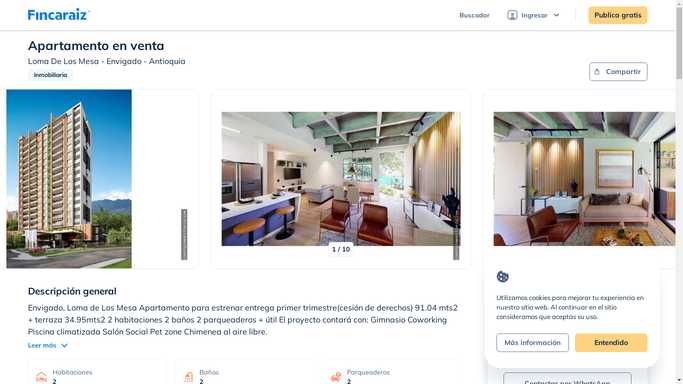 Fincaraiz
Buscador
Ingresar
Publica gratis
Apartamento en venta
Loma De Las Mesa - Envigado - Antioquia
Inmobiliaria
Compartir
1 / 10
Descripción general
Envigado, Loma de Las Mesa Apartamento para estrenar entrega primer trimestre(cesión de derechos) 91.04 mts2
+ terraza 34.95mts2 2 habitaciones 2 baños 2 parqueaderos + útil El proyecto contará con: Gimnasio Coworking
Piscina climatizada Salón Social Pet zone Chimenea al aire libre.
Leer más
Habitaciones
2
Baños
2
Parqueaderos
2
Utilizamos cookies para mejorar tu experiencia en
nuestro sitio web. Al continuar en el sitio
consideramos que aceptas su uso.
Más información
Entendido
Contactar por WhatsApp